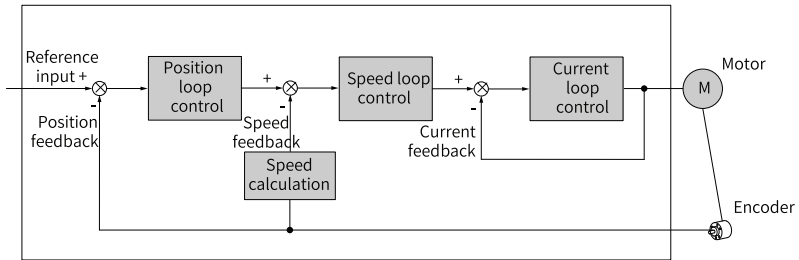 Reference
input +
-
Position
feedback
Position
loop
control
+
-
Speed
feedback
Speed
calculation
Speed loop
control
+
-
Current
feedback
Current
loop
control
Motor
M
Encoder